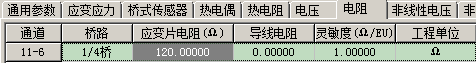 通用参数 应变应力 桥式传感器 热电偶 热电阻 电压 电阻 非线性电压 非
通道 桥路 应变片电阻(Ω) 导线电阻 灵敏度(Ω/EU) 工程单位
11-6 1/4桥 120.00000 0.00000 1.00000 Ω